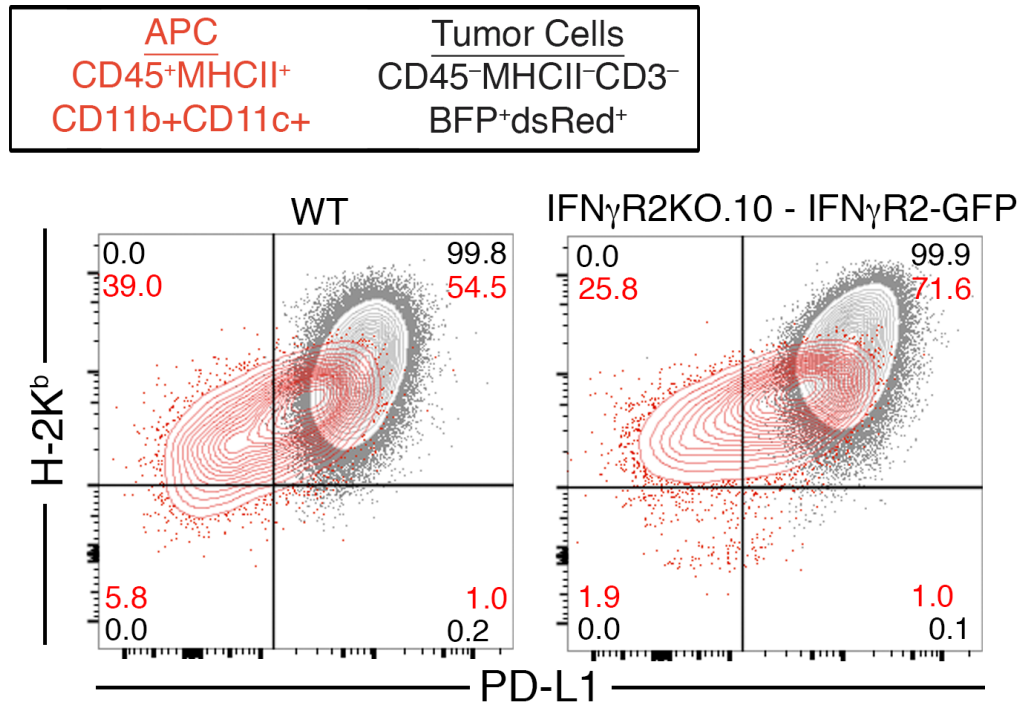 APC Tumor Cells
CD45⁺MHCII⁺ CD45⁻MHCII⁻CD3⁻
CD11b+CD11c+ BFP⁺dsRed⁺
WT IFNγR2KO.10 - IFNγR2-GFP
0.0 99.8 0.0 99.9
39.0 54.5 25.8 71.6
H-2Kᵇ
5.8 1.0 1.9 1.0
0.0 0.2 0.0 0.1
PD-L1